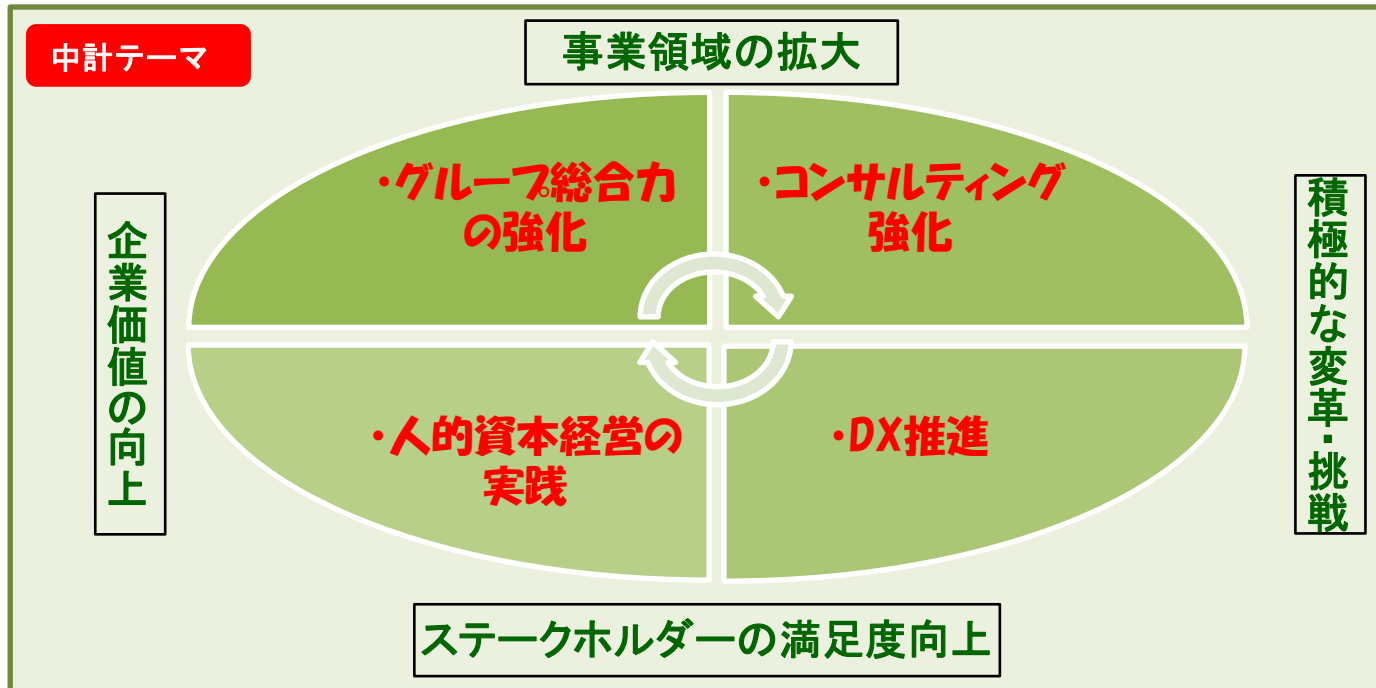 中計テーマ
事業領域の拡大
・グループ総合力
の強化
・コンサルティング
強化
企業価値の向上
積極的な変革・挑戦
・人的資本経営の
実践
・DX推進
ステークホルダーの満足度向上